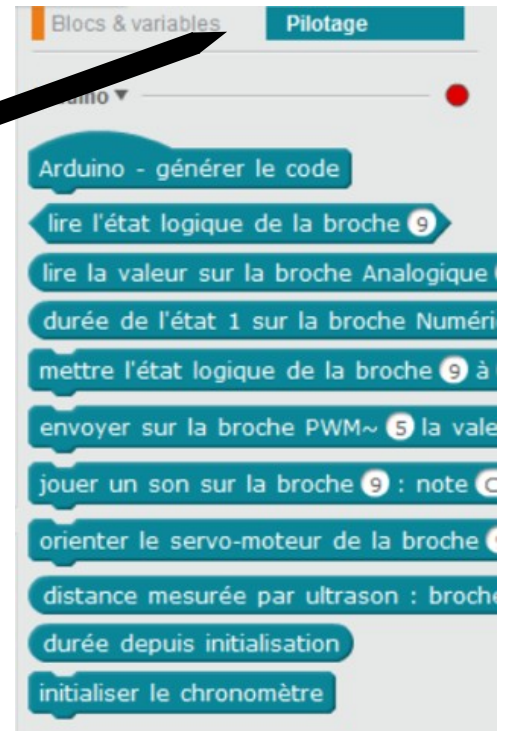 Blocs & variables
Pilotage
Arduino - générer le code
lire l'état logique de la broche 9
lire la valeur sur la broche Analogique
durée de l'état 1 sur la broche Numéri
mettre l'état logique de la broche 9 à
envoyer sur la broche PWM~ 5 la vale
jouer un son sur la broche 9 : note C
orienter le servo-moteur de la broche
distance mesurée par ultrason : broche
durée depuis initialisation
initialiser le chronomètre